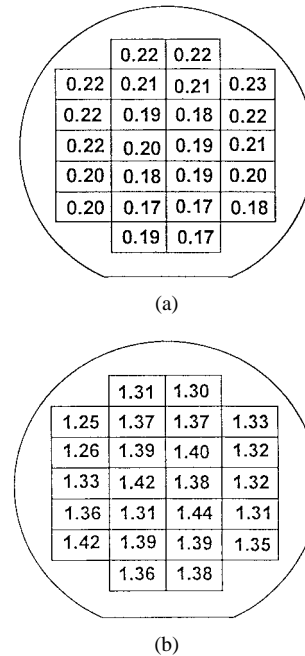 0.22 0.22
0.22 0.21 0.21 0.23
0.22 0.19 0.18 0.22
0.22 0.20 0.19 0.21
0.20 0.18 0.19 0.20
0.20 0.17 0.17 0.18
0.19 0.17
(a)
1.31 1.30
1.25 1.37 1.37 1.33
1.26 1.39 1.40 1.32
1.33 1.42 1.38 1.32
1.36 1.31 1.44 1.31
1.42 1.39 1.39 1.35
1.36 1.38
(b)